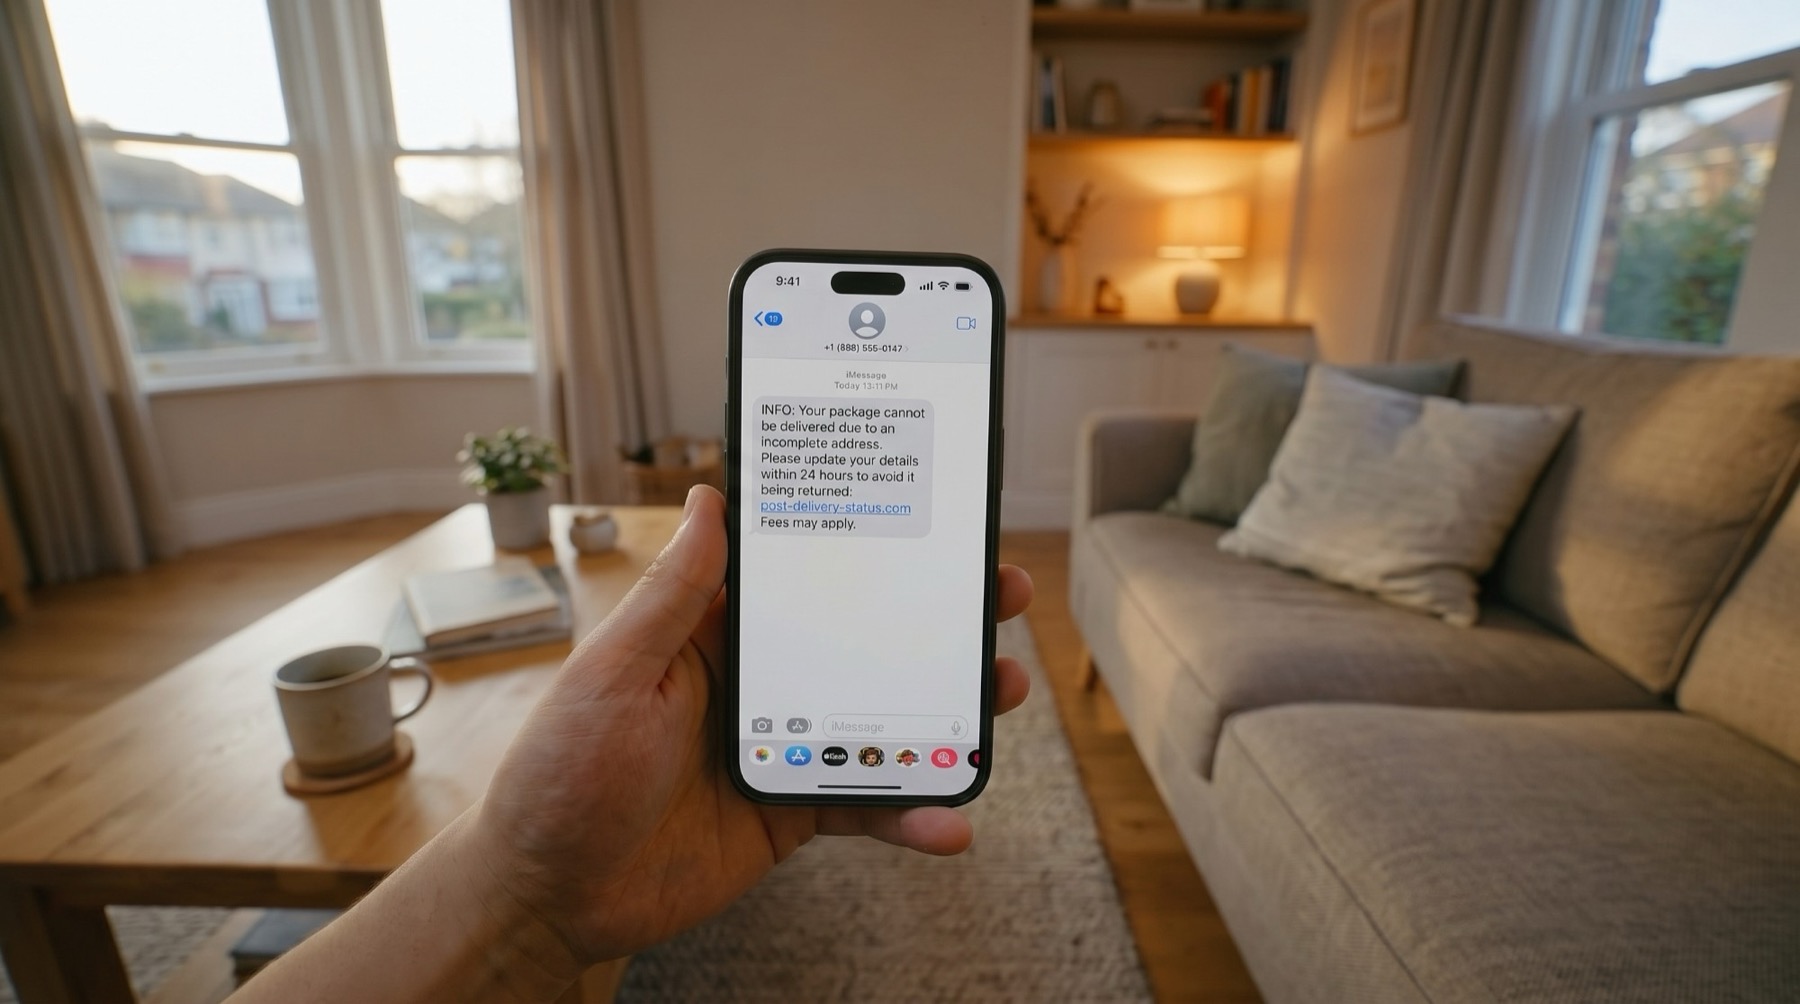 9:41
19
+1 (888) 555-0147
iMessage
Today 13:11 PM
INFO: Your package cannot
be delivered due to an
incomplete address.
Please update your details
within 24 hours to avoid it
being returned:
post-delivery-status.com
Fees may apply.
iMessage